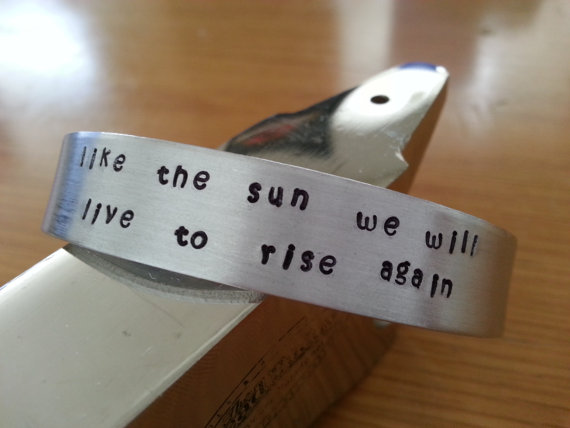 like the sun we will
live to rise again